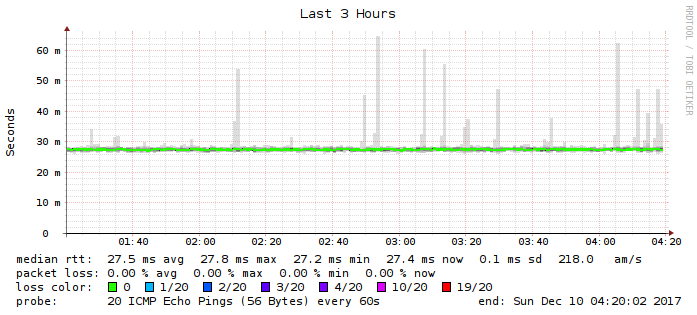 Last 3 Hours
RRDTOOL / TOBI OETIKER
Seconds
60 m
50 m
40 m
30 m
20 m
10 m
0
01:40 02:00 02:20 02:40 03:00 03:20 03:40 04:00 04:20
median rtt: 27.5 ms avg 27.8 ms max 27.2 ms min 27.4 ms now 0.1 ms sd 218.0 am/s
packet loss: 0.00 % avg 0.00 % max 0.00 % min 0.00 % now
loss color: 0 1/20 2/20 3/20 4/20 10/20 19/20
probe: 20 ICMP Echo Pings (56 Bytes) every 60s end: Sun Dec 10 04:20:02 2017